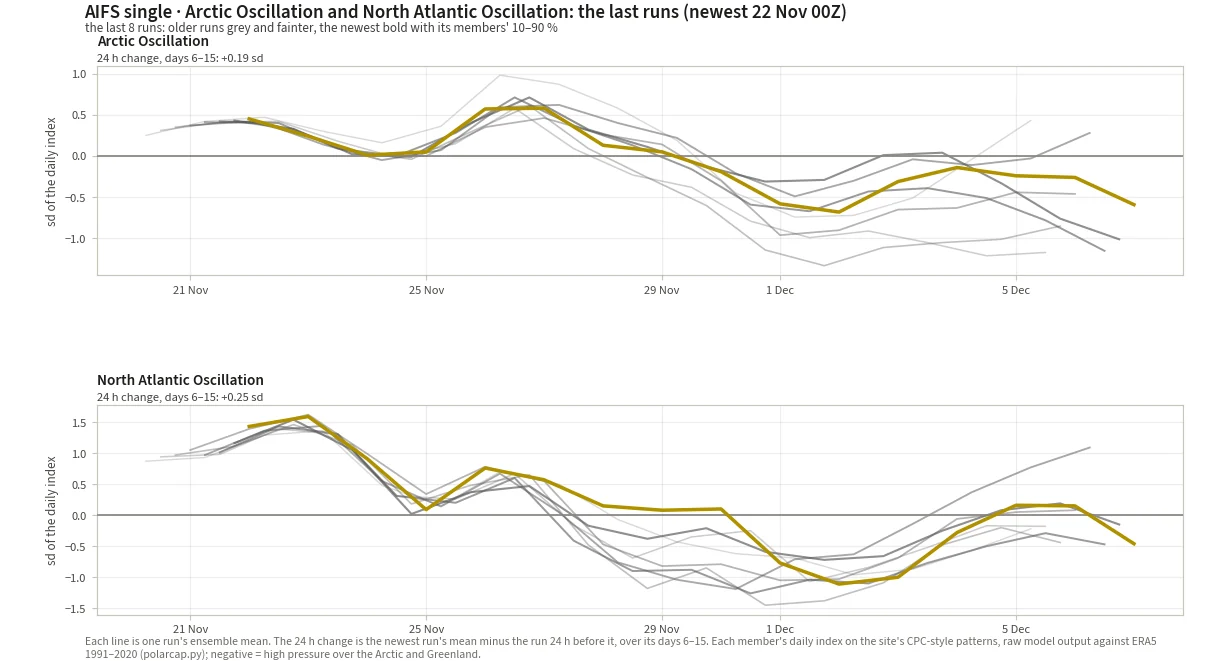 AIFS single · Arctic Oscillation and North Atlantic Oscillation: the last runs (newest 22 Nov 00Z)
the last 8 runs: older runs grey and fainter, the newest bold with its members' 10–90 %
Arctic Oscillation
24 h change, days 6–15: +0.19 sd
1.0
0.5
0.0
−0.5
−1.0
sd of the daily index
21 Nov 25 Nov 29 Nov 1 Dec 5 Dec
North Atlantic Oscillation
24 h change, days 6–15: +0.25 sd
1.5
1.0
0.5
0.0
−0.5
−1.0
−1.5
sd of the daily index
21 Nov 25 Nov 29 Nov 1 Dec 5 Dec
Each line is one run's ensemble mean. The 24 h change is the newest run's mean minus the run 24 h before it, over its days 6–15. Each member's daily index on the site's CPC-style patterns, raw model output against ERA5
1991–2020 (polarcap.py); negative = high pressure over the Arctic and Greenland.